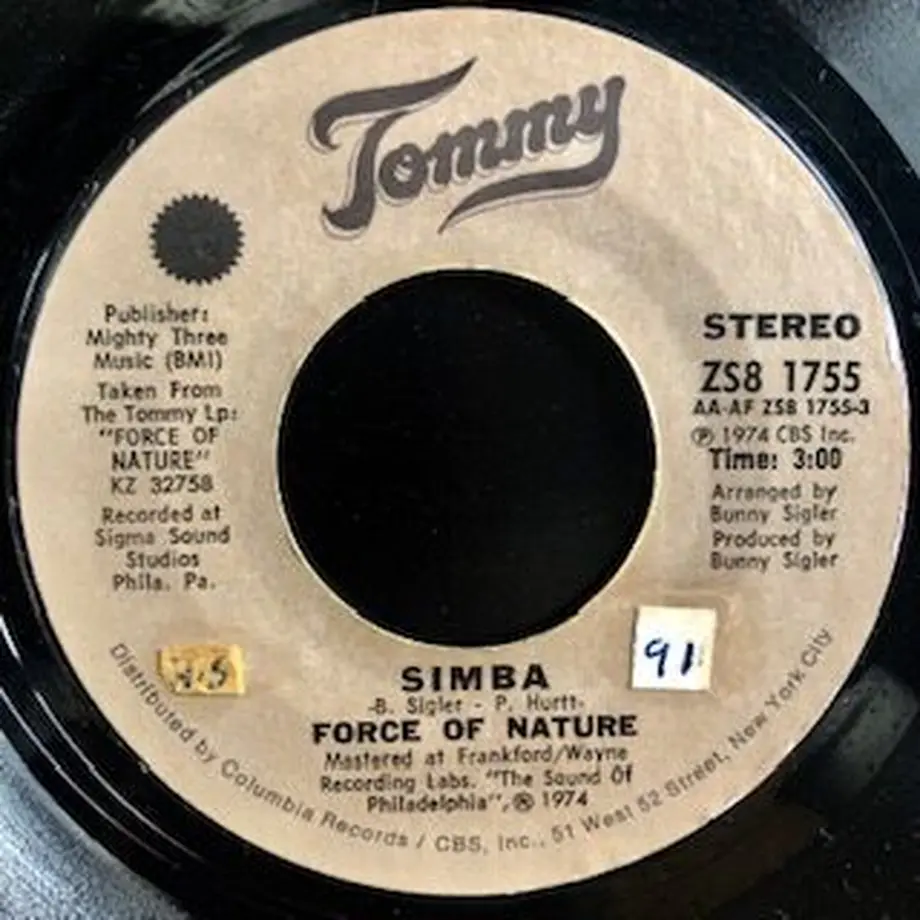 Tommy
Publisher:
Mighty Three
Music (BMI)
Taken From
The Tommy Lp:
"FORCE OF
NATURE"
KZ 32758
Recorded at
Sigma Sound
Studios
Phila. Pa.
STEREO
ZS8 1755
AA-AF ZS8 1755-3
℗ 1974 CBS Inc.
Time: 3:00
Arranged by
Bunny Sigler
Produced by
Bunny Sigler
91
SIMBA
-B. Sigler - P. Hurtt-
FORCE OF NATURE
Mastered at Frankford/Wayne
Recording Labs. "The Sound Of
Philadelphia", ® 1974
Distributed by Columbia Records / CBS, Inc., 51 West 52 Street, New York City